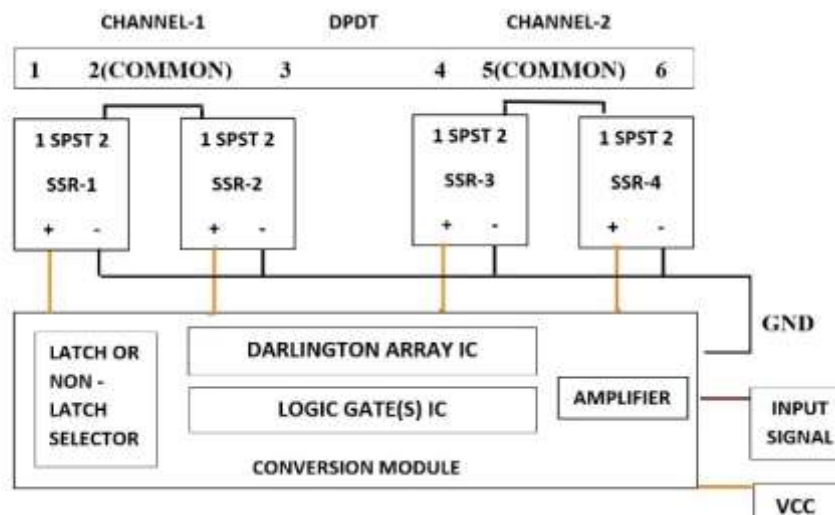 CHANNEL-1 DPDT CHANNEL-2
1 2(COMMON) 3 4 5(COMMON) 6
1 SPST 2 1 SPST 2 1 SPST 2 1 SPST 2
SSR-1 SSR-2 SSR-3 SSR-4
+ - + - + - + -
GND
LATCH OR
NON -
LATCH
SELECTOR
DARLINGTON ARRAY IC
LOGIC GATE(S) IC
AMPLIFIER
INPUT
SIGNAL
CONVERSION MODULE
VCC